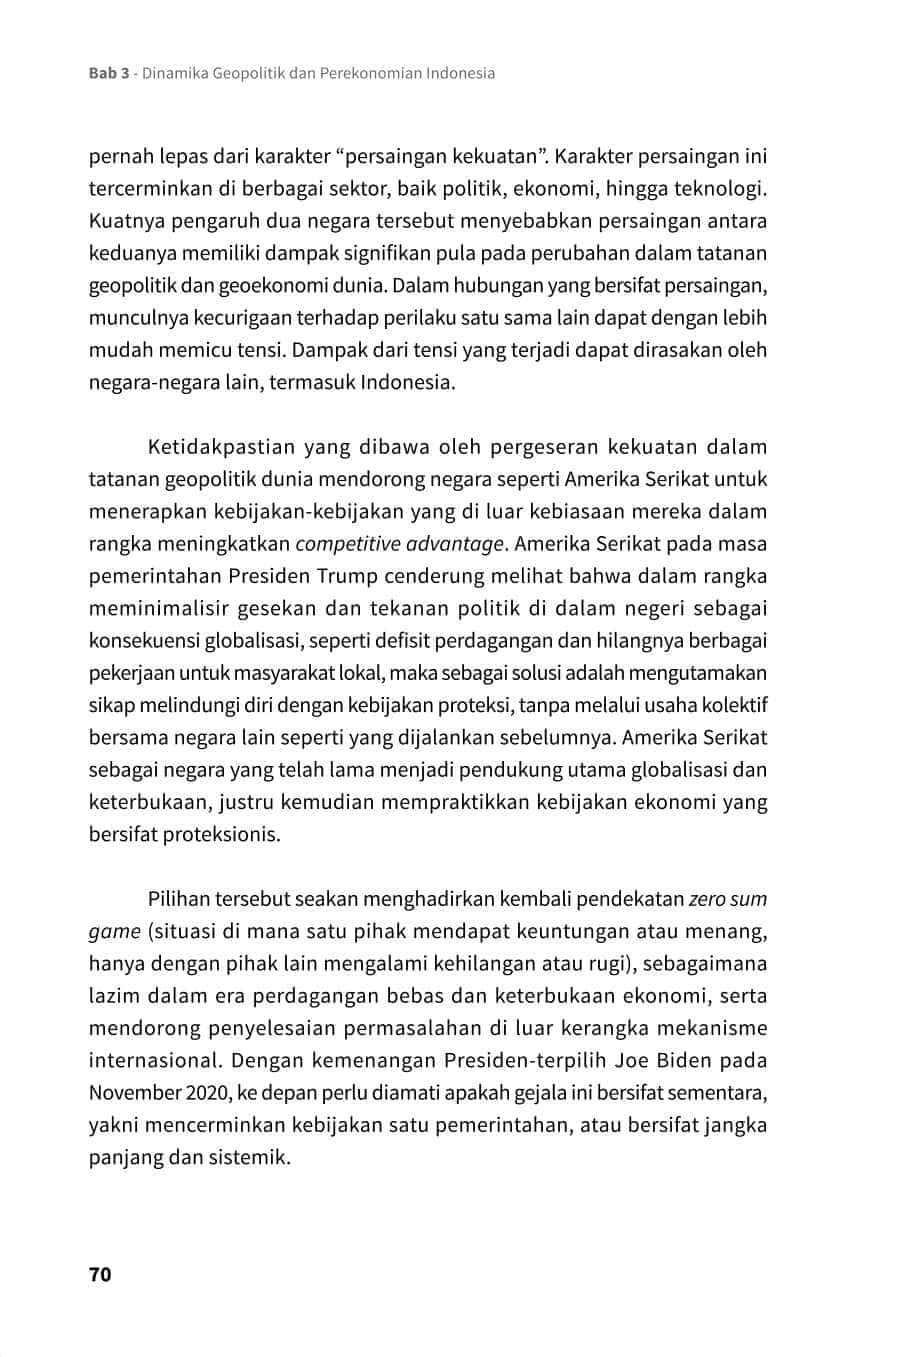 Bab 3 - Dinamika Geopolitik dan Perekonomian Indonesia
pernah lepas dari karakter “persaingan kekuatan”. Karakter persaingan ini
tercerminkan di berbagai sektor, baik politik, ekonomi, hingga teknologi.
Kuatnya pengaruh dua negara tersebut menyebabkan persaingan antara
keduanya memiliki dampak signifikan pula pada perubahan dalam tatanan
geopolitik dan geoekonomi dunia. Dalam hubungan yang bersifat persaingan,
munculnya kecurigaan terhadap perilaku satu sama lain dapat dengan lebih
mudah memicu tensi. Dampak dari tensi yang terjadi dapat dirasakan oleh
negara-negara lain, termasuk Indonesia.
Ketidakpastian yang dibawa oleh pergeseran kekuatan dalam
tatanan geopolitik dunia mendorong negara seperti Amerika Serikat untuk
menerapkan kebijakan-kebijakan yang di luar kebiasaan mereka dalam
rangka meningkatkan competitive advantage. Amerika Serikat pada masa
pemerintahan Presiden Trump cenderung melihat bahwa dalam rangka
meminimalisir gesekan dan tekanan politik di dalam negeri sebagai
konsekuensi globalisasi, seperti defisit perdagangan dan hilangnya berbagai
pekerjaan untuk masyarakat lokal, maka sebagai solusi adalah mengutamakan
sikap melindungi diri dengan kebijakan proteksi, tanpa melalui usaha kolektif
bersama negara lain seperti yang dijalankan sebelumnya. Amerika Serikat
sebagai negara yang telah lama menjadi pendukung utama globalisasi dan
keterbukaan, justru kemudian mempraktikkan kebijakan ekonomi yang
bersifat proteksionis.
Pilihan tersebut seakan menghadirkan kembali pendekatan zero sum
game (situasi di mana satu pihak mendapat keuntungan atau menang,
hanya dengan pihak lain mengalami kehilangan atau rugi), sebagaimana
lazim dalam era perdagangan bebas dan keterbukaan ekonomi, serta
mendorong penyelesaian permasalahan di luar kerangka mekanisme
internasional. Dengan kemenangan Presiden-terpilih Joe Biden pada
November 2020, ke depan perlu diamati apakah gejala ini bersifat sementara,
yakni mencerminkan kebijakan satu pemerintahan, atau bersifat jangka
panjang dan sistemik.
70